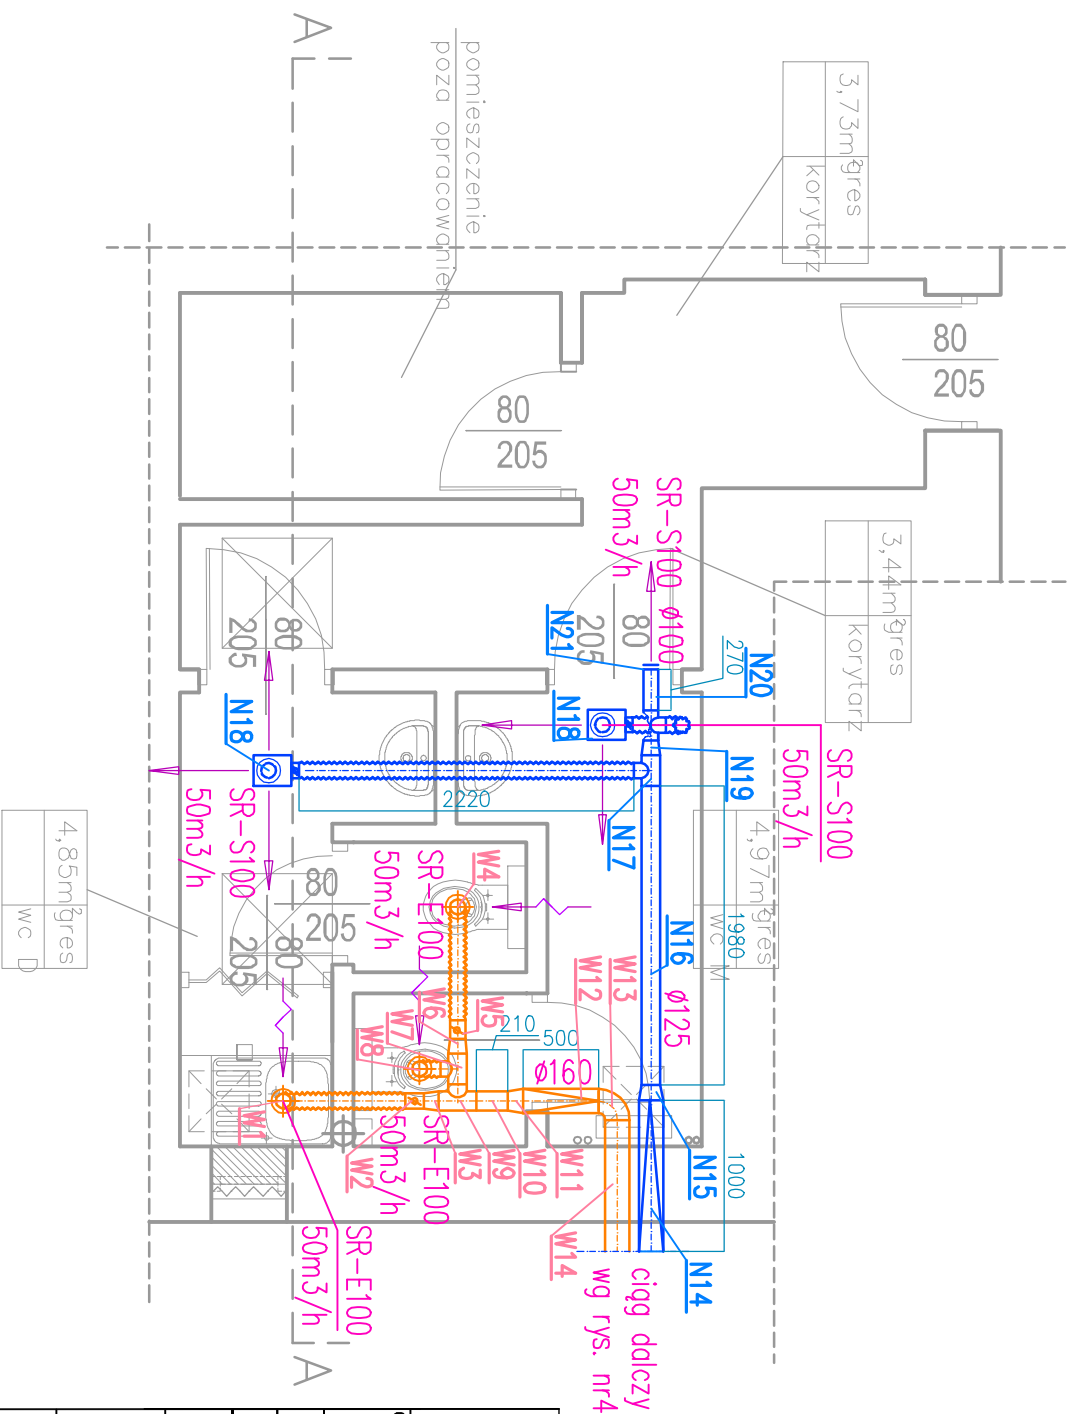 A
pomieszczenie
poza opracowaniem
3,73m² gres
korytarz
80
205
80
205
3,44m² gres
korytarz
SR-S100 ø100
50m3/h
80
205
N21
270
N20
80
205
N18
N18
N19
SR-S100
50m3/h
2220
N17
SR-S100
50m3/h
4,97m² gres
WC M
1980
N16
ø125
4,85m² gres
WC D
80
205
80
205
SR-E100
50m3/h
W4
W5
W6
W7
W8
210
500
ø160
W12
W13
W1
W2
W3
W9
W10
W11
SR-E100
50m3/h
N15
1000
SR-E100
50m3/h
W14
N14
ciąg dalczy
wg rys. nr4
A